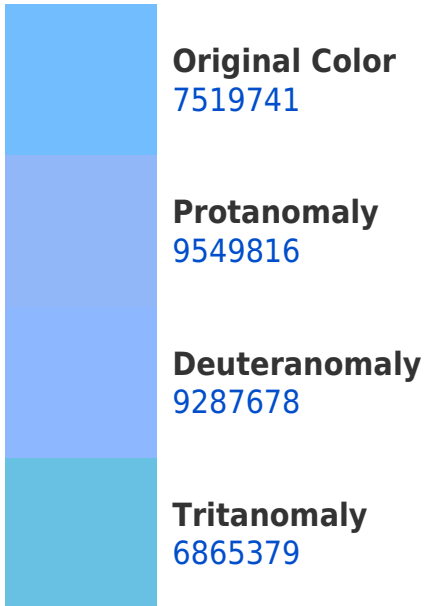 Original Color
7519741
Protanomaly
9549816
Deuteranomaly
9287678
Tritanomaly
6865379